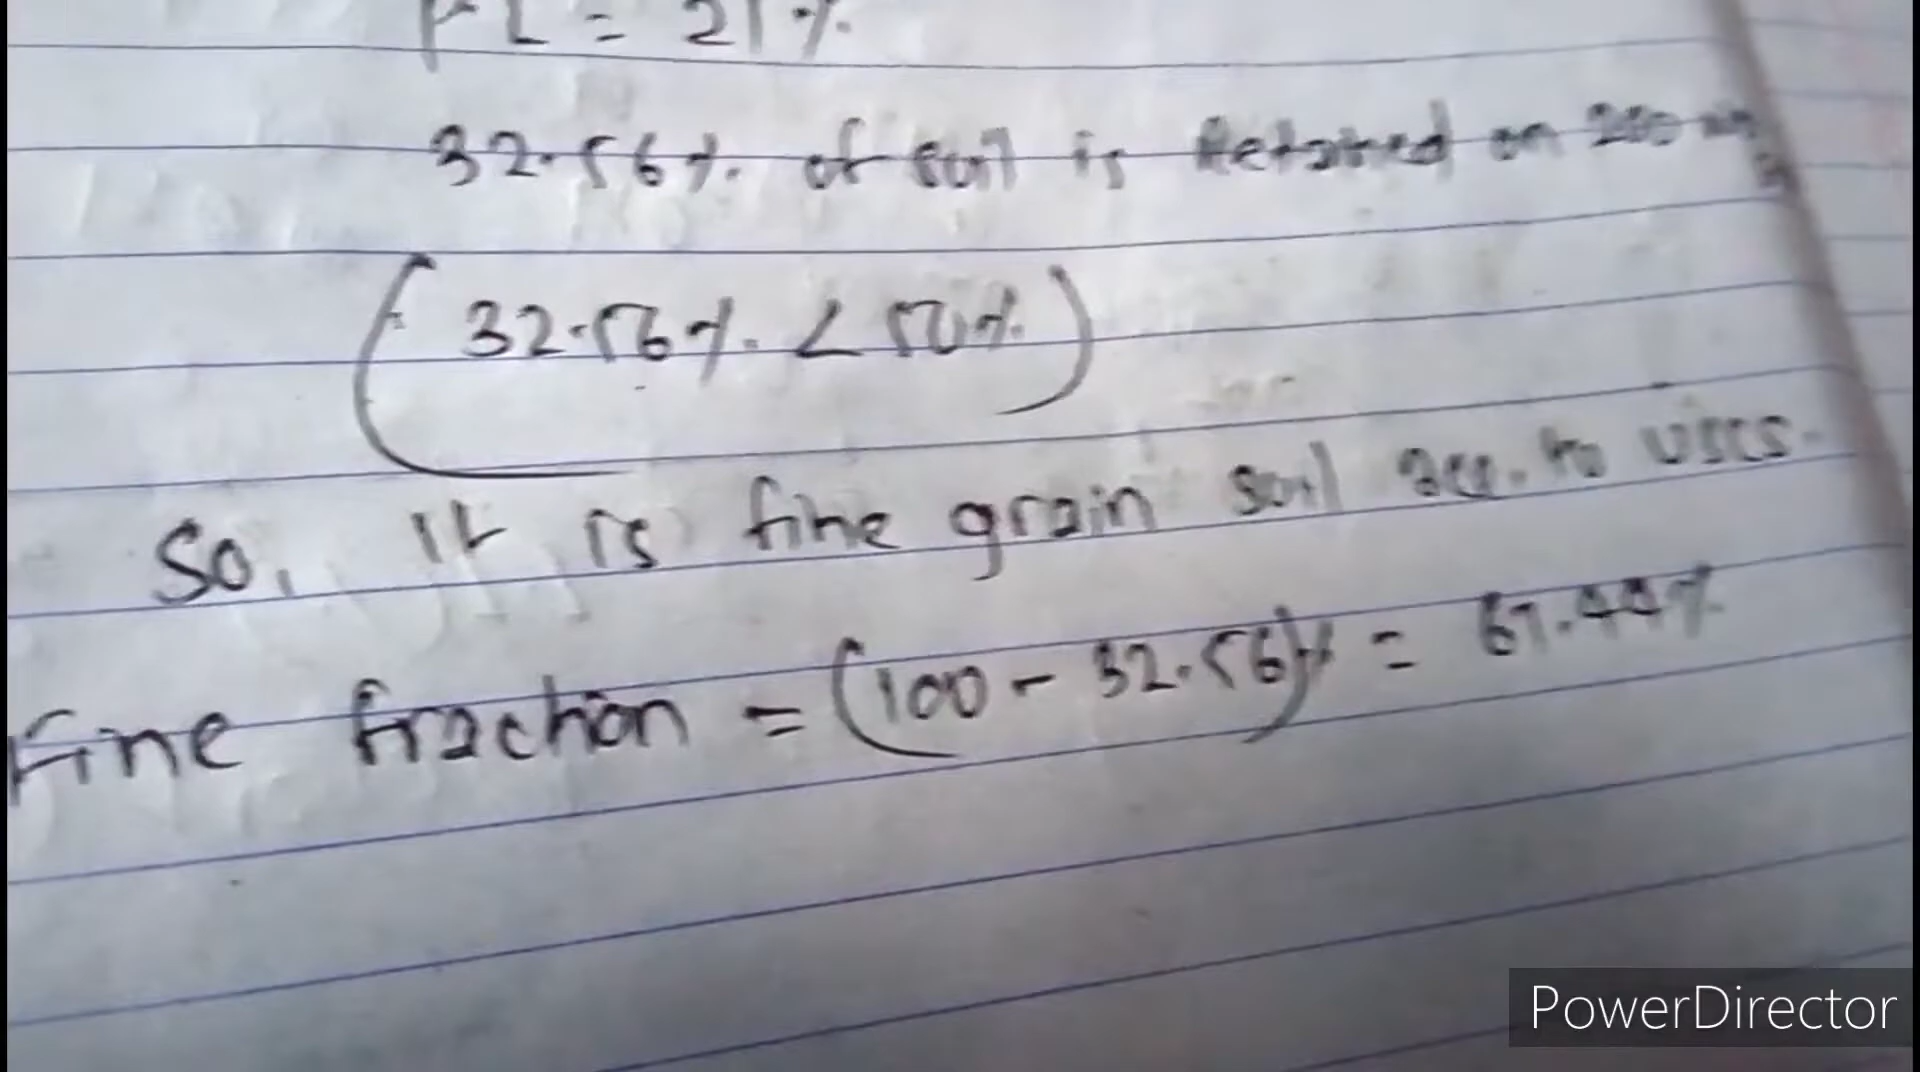 PL = 21%
32.56% of soil is Retained on 200 no
(32.56% < 50%)
So, it is fine grain soil acc. to USCS.
Fine fraction = (100 - 32.56)% = 67.44%
PowerDirector